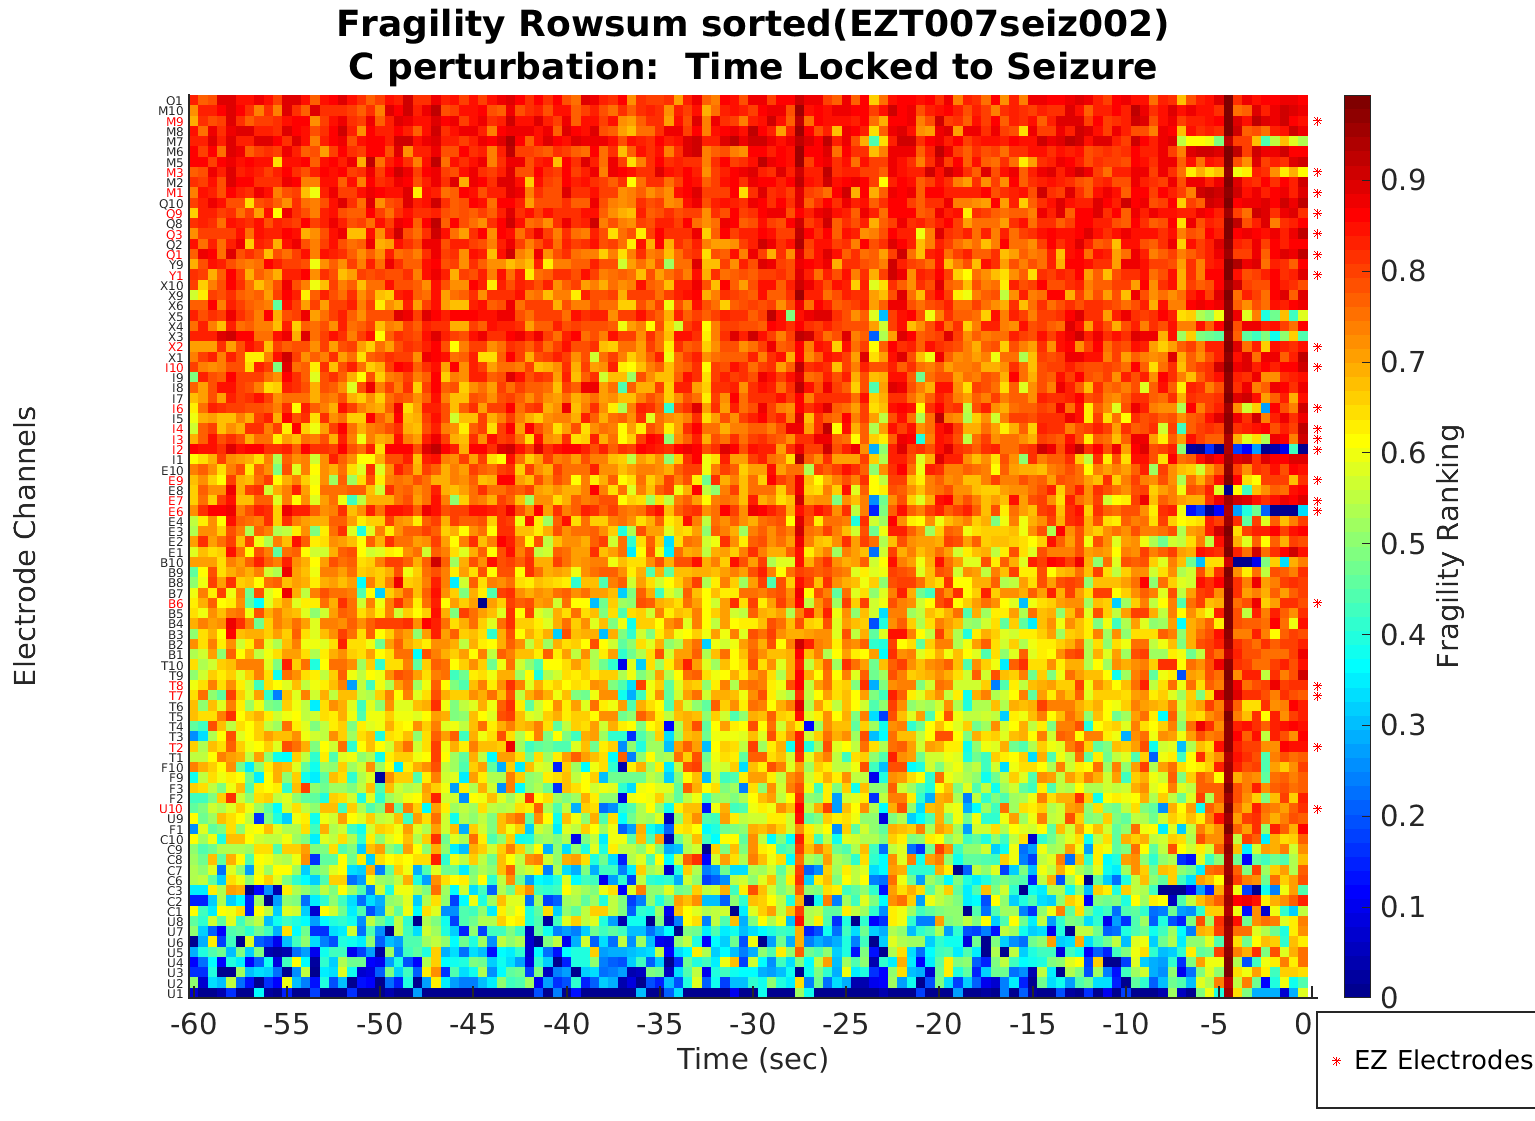 Fragility Rowsum sorted(EZT007seiz002)
C perturbation: Time Locked to Seizure
Electrode Channels
O1
M10
M9
M8
M7
M6
M5
M3
M2
M1
Q10
Q9
Q8
Q3
Q2
Q1
Y9
Y1
X10
X9
X6
X5
X4
X3
X2
X1
I10
I9
I8
I7
I6
I5
I4
I3
I2
I1
E10
E9
E8
E7
E6
E4
E3
E2
E1
B10
B9
B8
B7
B6
B5
B4
B3
B2
B1
T10
T9
T8
T7
T6
T5
T4
T3
T2
T1
F10
F9
F3
F2
U10
U9
F1
C10
C9
C8
C7
C6
C3
C2
C1
U8
U7
U6
U5
U4
U3
U2
U1
-60 -55 -50 -45 -40 -35 -30 -25 -20 -15 -10 -5 0
Time (sec)
0.9
0.8
0.7
0.6
0.5
0.4
0.3
0.2
0.1
0
Fragility Ranking
EZ Electrodes